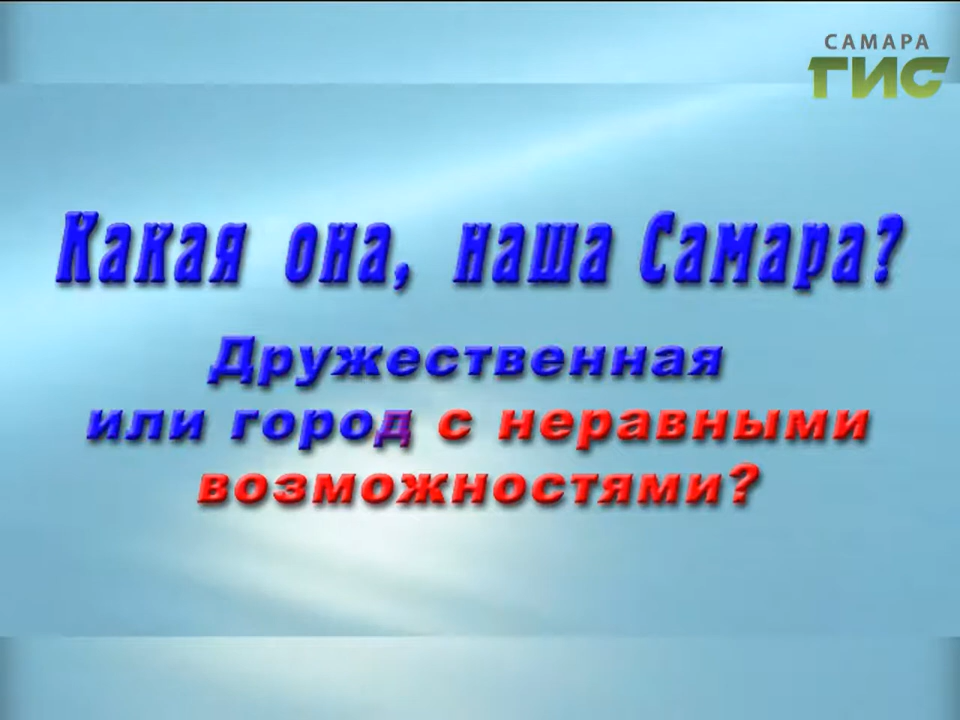 САМАРА
ГИС
Какая она, наша Самара?
Дружественная
или город с неравными
возможностями?